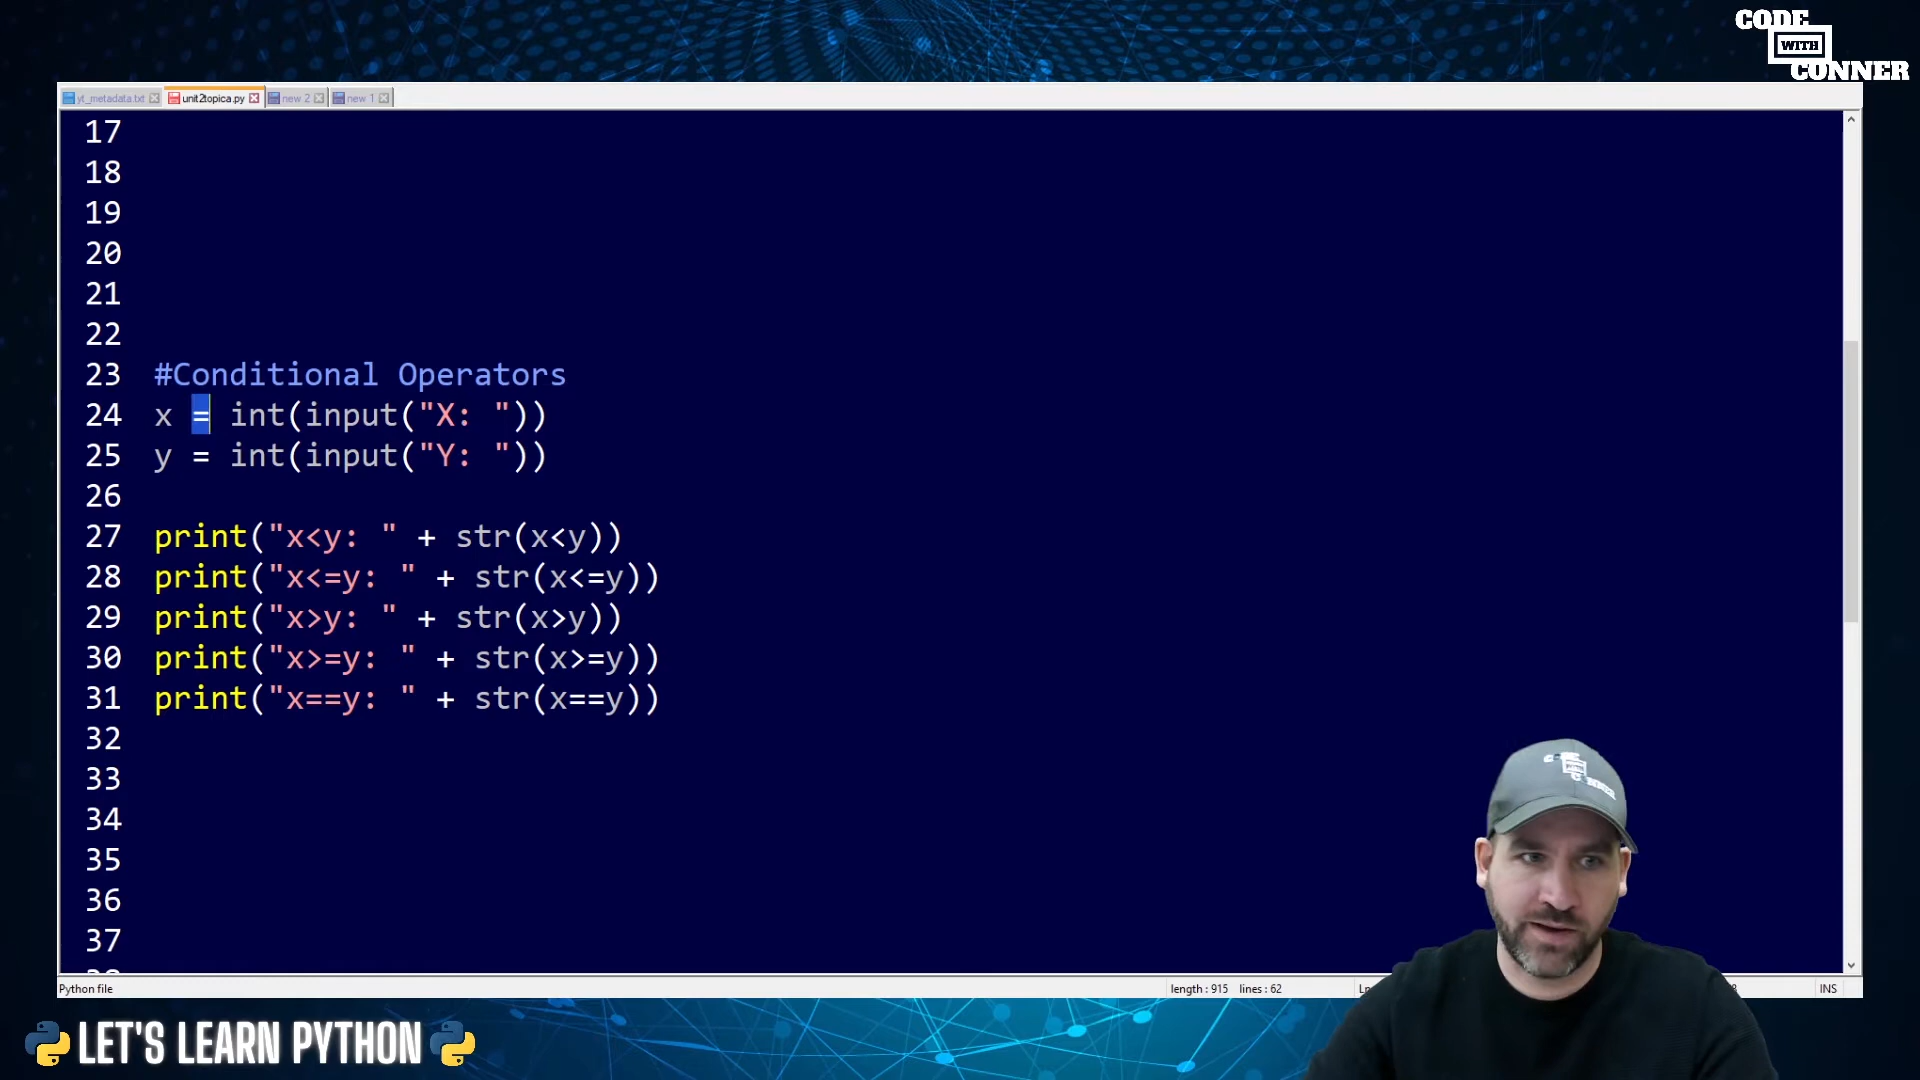 CODE
WITH
CONNER
yt_metadata.txt unit2topica.py new 2 new 1
17
18
19
20
21
22
23 #Conditional Operators
24 x = int(input("X: "))
25 y = int(input("Y: "))
26
27 print("x<y: " + str(x<y))
28 print("x<=y: " + str(x<=y))
29 print("x>y: " + str(x>y))
30 print("x>=y: " + str(x>=y))
31 print("x==y: " + str(x==y))
32
33
34
35
36
37
Python file length : 915 lines : 62 INS
LET'S LEARN PYTHON